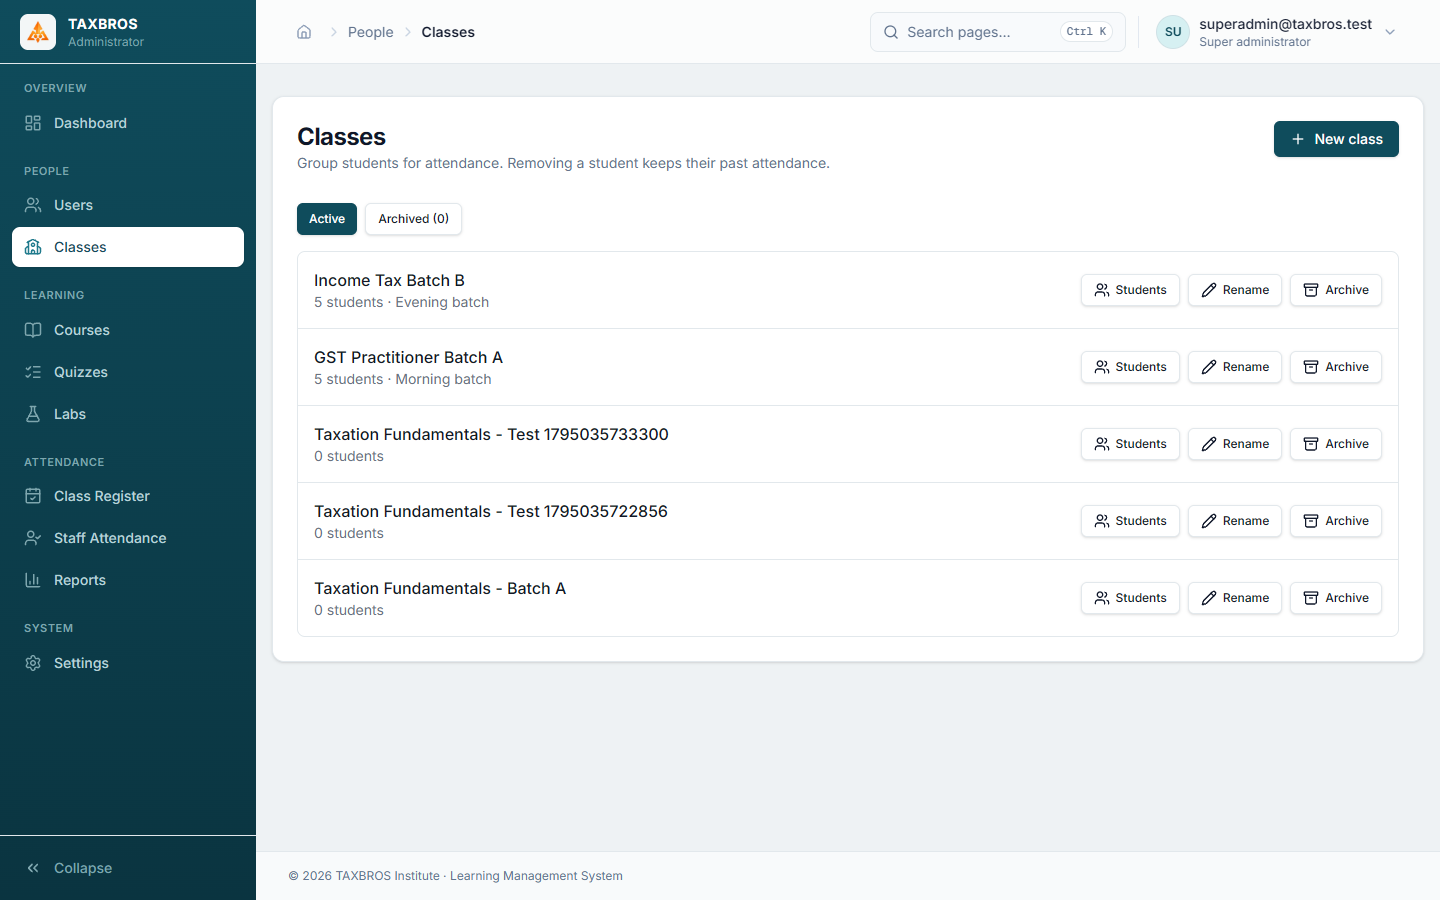 TAXBROS
Administrator
OVERVIEW
Dashboard
PEOPLE
Users
Classes
LEARNING
Courses
Quizzes
Labs
ATTENDANCE
Class Register
Staff Attendance
Reports
SYSTEM
Settings
Collapse
People
Classes
Search pages...
Ctrl K
SU
superadmin@taxbros.test
Super administrator
Classes
Group students for attendance. Removing a student keeps their past attendance.
New class
Active
Archived (0)
Income Tax Batch B
5 students · Evening batch
Students
Rename
Archive
GST Practitioner Batch A
5 students · Morning batch
Students
Rename
Archive
Taxation Fundamentals - Test 1795035733300
0 students
Students
Rename
Archive
Taxation Fundamentals - Test 1795035722856
0 students
Students
Rename
Archive
Taxation Fundamentals - Batch A
0 students
Students
Rename
Archive
© 2026 TAXBROS Institute · Learning Management System